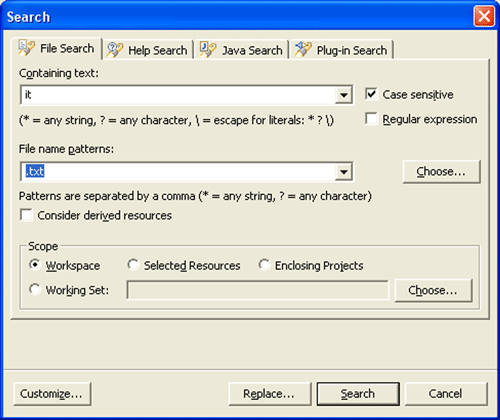 Search
File Search Help Search Java Search Plug-in Search
Containing text:
it Case sensitive
(* = any string, ? = any character, \ = escape for literals: * ? \) Regular expression
File name patterns:
.txt Choose...
Patterns are separated by a comma (* = any string, ? = any character)
Consider derived resources
Scope
Workspace Selected Resources Enclosing Projects
Working Set: Choose...
Customize... Replace... Search Cancel